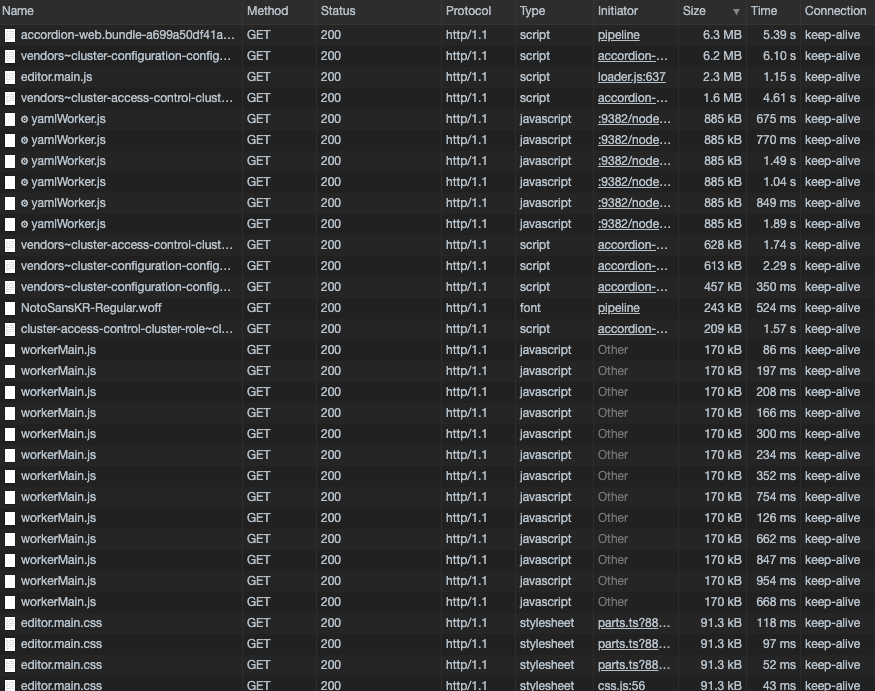 Name Method Status Protocol Type Initiator Size ▼ Time Connection
accordion-web.bundle-a699a50df41a... GET 200 http/1.1 script pipeline 6.3 MB 5.39 s keep-alive
vendors~cluster-configuration-config... GET 200 http/1.1 script accordion-... 6.2 MB 6.10 s keep-alive
editor.main.js GET 200 http/1.1 script loader.js:637 2.3 MB 1.15 s keep-alive
vendors~cluster-access-control-clust... GET 200 http/1.1 script accordion-... 1.6 MB 4.61 s keep-alive
⚙ yamlWorker.js GET 200 http/1.1 javascript :9382/node... 885 kB 675 ms keep-alive
⚙ yamlWorker.js GET 200 http/1.1 javascript :9382/node... 885 kB 770 ms keep-alive
⚙ yamlWorker.js GET 200 http/1.1 javascript :9382/node... 885 kB 1.49 s keep-alive
⚙ yamlWorker.js GET 200 http/1.1 javascript :9382/node... 885 kB 1.04 s keep-alive
⚙ yamlWorker.js GET 200 http/1.1 javascript :9382/node... 885 kB 849 ms keep-alive
⚙ yamlWorker.js GET 200 http/1.1 javascript :9382/node... 885 kB 1.89 s keep-alive
vendors~cluster-access-control-clust... GET 200 http/1.1 script accordion-... 628 kB 1.74 s keep-alive
vendors~cluster-configuration-config... GET 200 http/1.1 script accordion-... 613 kB 2.29 s keep-alive
vendors~cluster-configuration-config... GET 200 http/1.1 script accordion-... 457 kB 350 ms keep-alive
NotoSansKR-Regular.woff GET 200 http/1.1 font pipeline 243 kB 524 ms keep-alive
cluster-access-control-cluster-role~cl... GET 200 http/1.1 script accordion-... 209 kB 1.57 s keep-alive
workerMain.js GET 200 http/1.1 javascript Other 170 kB 86 ms keep-alive
workerMain.js GET 200 http/1.1 javascript Other 170 kB 197 ms keep-alive
workerMain.js GET 200 http/1.1 javascript Other 170 kB 208 ms keep-alive
workerMain.js GET 200 http/1.1 javascript Other 170 kB 166 ms keep-alive
workerMain.js GET 200 http/1.1 javascript Other 170 kB 300 ms keep-alive
workerMain.js GET 200 http/1.1 javascript Other 170 kB 234 ms keep-alive
workerMain.js GET 200 http/1.1 javascript Other 170 kB 352 ms keep-alive
workerMain.js GET 200 http/1.1 javascript Other 170 kB 754 ms keep-alive
workerMain.js GET 200 http/1.1 javascript Other 170 kB 126 ms keep-alive
workerMain.js GET 200 http/1.1 javascript Other 170 kB 662 ms keep-alive
workerMain.js GET 200 http/1.1 javascript Other 170 kB 847 ms keep-alive
workerMain.js GET 200 http/1.1 javascript Other 170 kB 954 ms keep-alive
workerMain.js GET 200 http/1.1 javascript Other 170 kB 668 ms keep-alive
editor.main.css GET 200 http/1.1 stylesheet parts.ts?88... 91.3 kB 118 ms keep-alive
editor.main.css GET 200 http/1.1 stylesheet parts.ts?88... 91.3 kB 97 ms keep-alive
editor.main.css GET 200 http/1.1 stylesheet parts.ts?88... 91.3 kB 52 ms keep-alive
editor.main.css GET 200 http/1.1 stylesheet css.js:56 91.3 kB 43 ms keep-alive